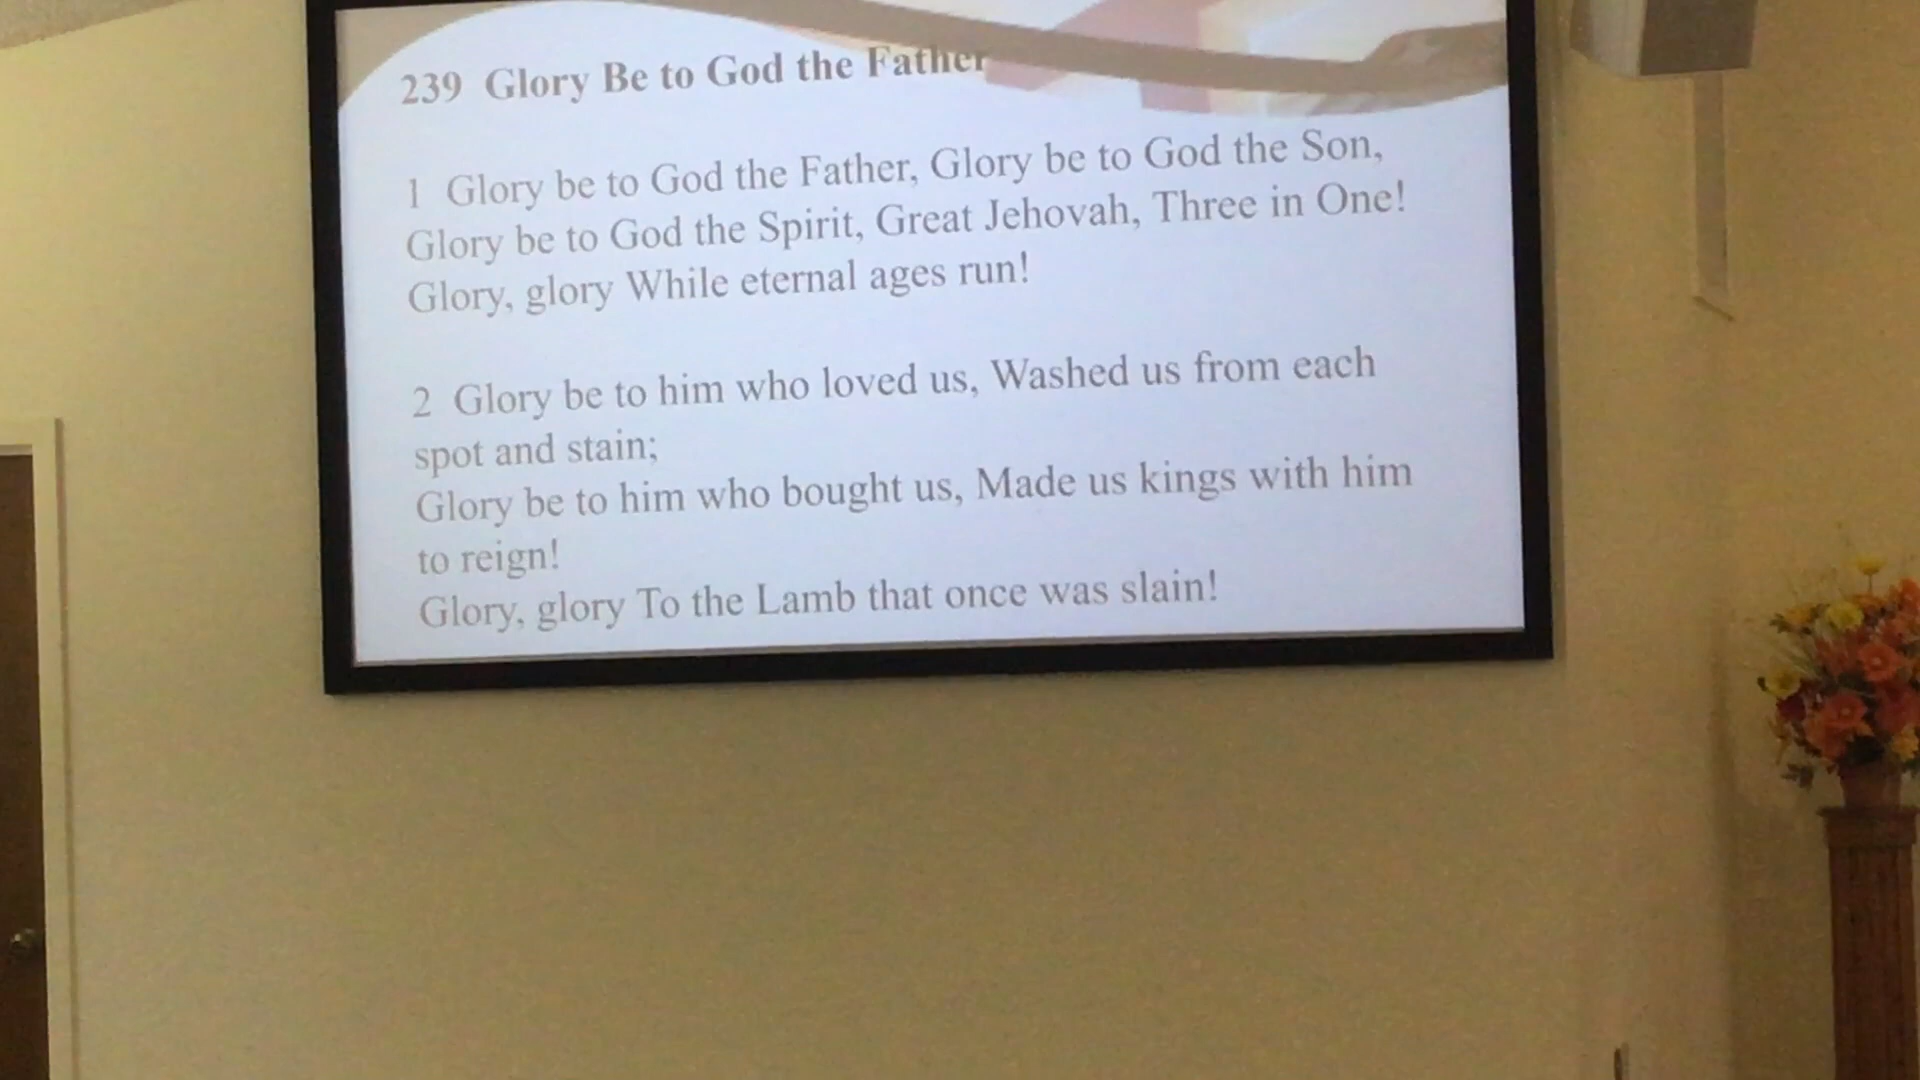 239 Glory Be to God the Father
1 Glory be to God the Father, Glory be to God the Son,
Glory be to God the Spirit, Great Jehovah, Three in One!
Glory, glory While eternal ages run!
2 Glory be to him who loved us, Washed us from each
spot and stain;
Glory be to him who bought us, Made us kings with him
to reign!
Glory, glory To the Lamb that once was slain!